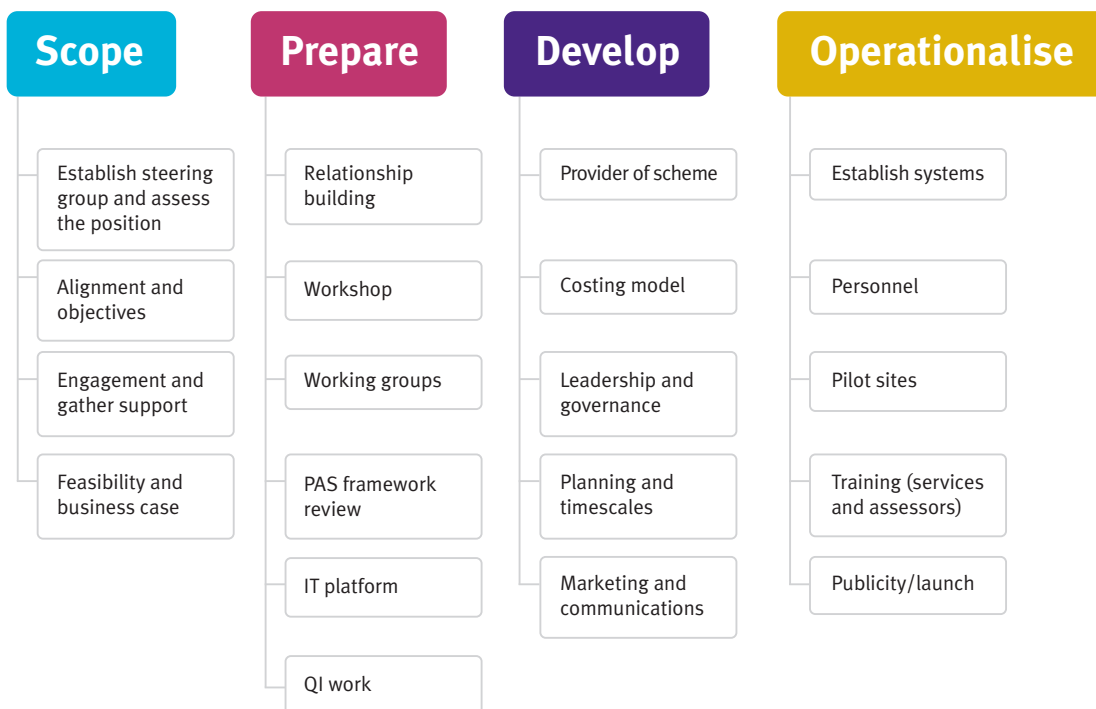 Scope
Establish steering
group and assess
the position
Alignment and
objectives
Engagement and
gather support
Feasibility and
business case
Prepare
Relationship
building
Workshop
Working groups
PAS framework
review
IT platform
QI work
Develop
Provider of scheme
Costing model
Leadership and
governance
Planning and
timescales
Marketing and
communications
Operationalise
Establish systems
Personnel
Pilot sites
Training (services
and assessors)
Publicity/launch